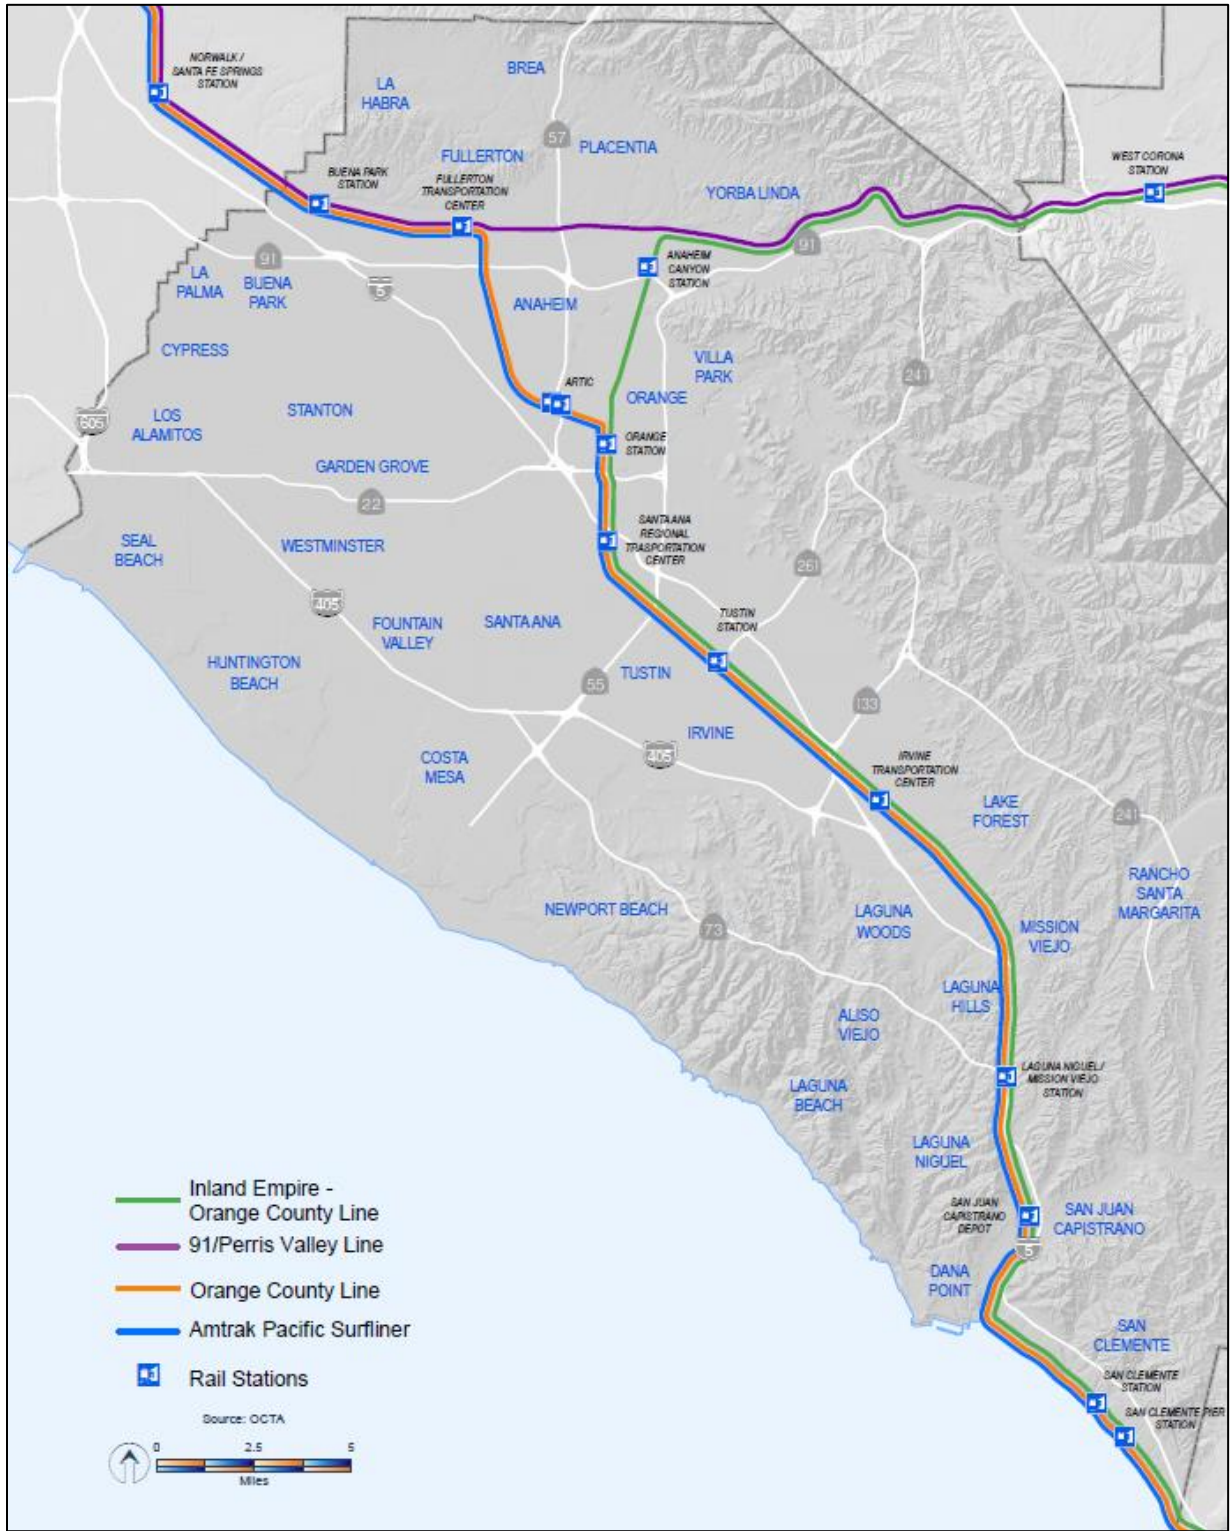 NORWALK /
SANTA FE SPRINGS
STATION
BREA
LA
HABRA
57
PLACENTIA
FULLERTON
BUENA PARK
STATION
FULLERTON
TRANSPORTATION
CENTER
WEST CORONA
STATION
YORBA LINDA
91
91
ANAHEIM
CANYON
STATION
LA
PALMA
BUENA
PARK
5
ANAHEIM
CYPRESS
VILLA
PARK
241
ARTIC
ORANGE
605
LOS
ALAMITOS
STANTON
ORANGE
STATION
GARDEN GROVE
22
SANTA ANA
REGIONAL
TRASPORTATION
CENTER
SEAL
BEACH
WESTMINSTER
261
405
FOUNTAIN
VALLEY
SANTA ANA
TUSTIN
STATION
HUNTINGTON
BEACH
55
TUSTIN
133
IRVINE
405
COSTA
MESA
IRVINE
TRANSPORTATION
CENTER
LAKE
FOREST
241
RANCHO
SANTA
MARGARITA
NEWPORT BEACH
73
LAGUNA
WOODS
MISSION
VIEJO
LAGUNA
HILLS
ALISO
VIEJO
LAGUNA
BEACH
LAGUNA NIGUEL/
MISSION VIEJO
STATION
LAGUNA
NIGUEL
SAN JUAN
CAPISTRANO
DEPOT
SAN JUAN
CAPISTRANO
5
DANA
POINT
SAN
CLEMENTE
SAN CLEMENTE
STATION
SAN CLEMENTE PIER
STATION
Inland Empire -
Orange County Line
91/Perris Valley Line
Orange County Line
Amtrak Pacific Surfliner
Rail Stations
Source: OCTA
0 2.5 5
Miles